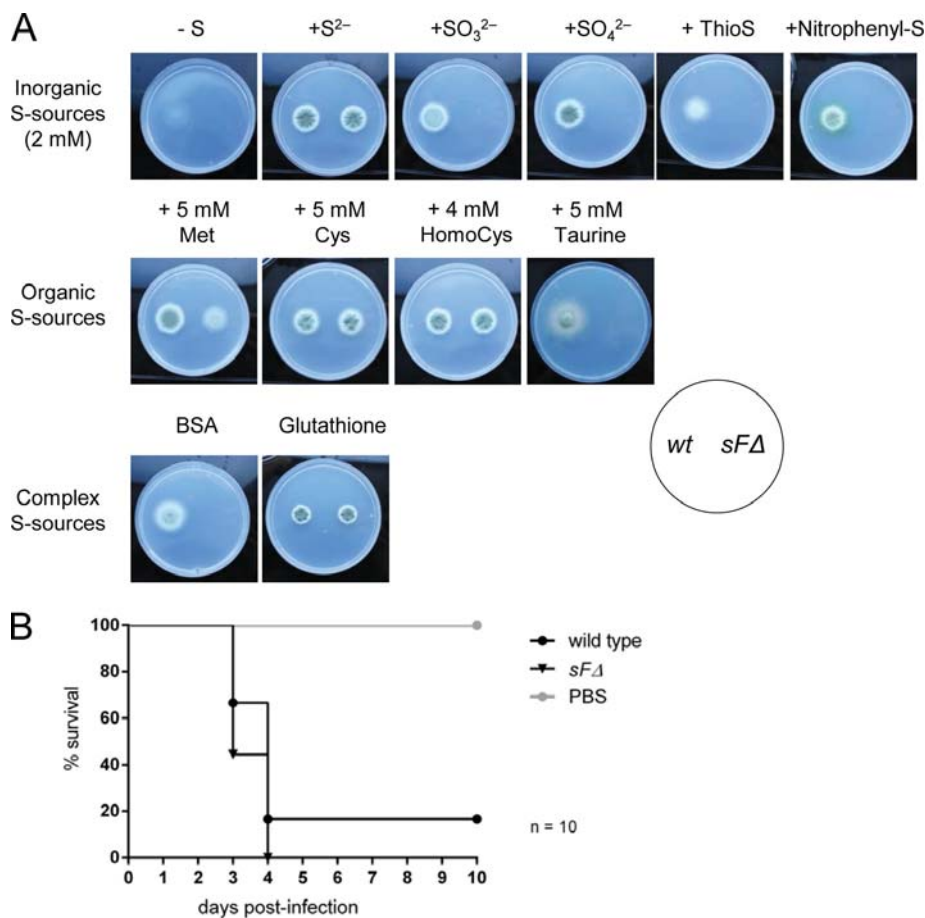 A
- S
+S²⁻
+SO₃²⁻
+SO₄²⁻
+ ThioS
+Nitrophenyl-S
Inorganic
S-sources
(2 mM)
+ 5 mM
Met
+ 5 mM
Cys
+ 4 mM
HomoCys
+ 5 mM
Taurine
Organic
S-sources
wt sFΔ
BSA
Glutathione
Complex
S-sources
B
% survival
100
80
60
40
20
0
0 1 2 3 4 5 6 7 8 9 10
days post-infection
wild type
sFΔ
PBS
n = 10